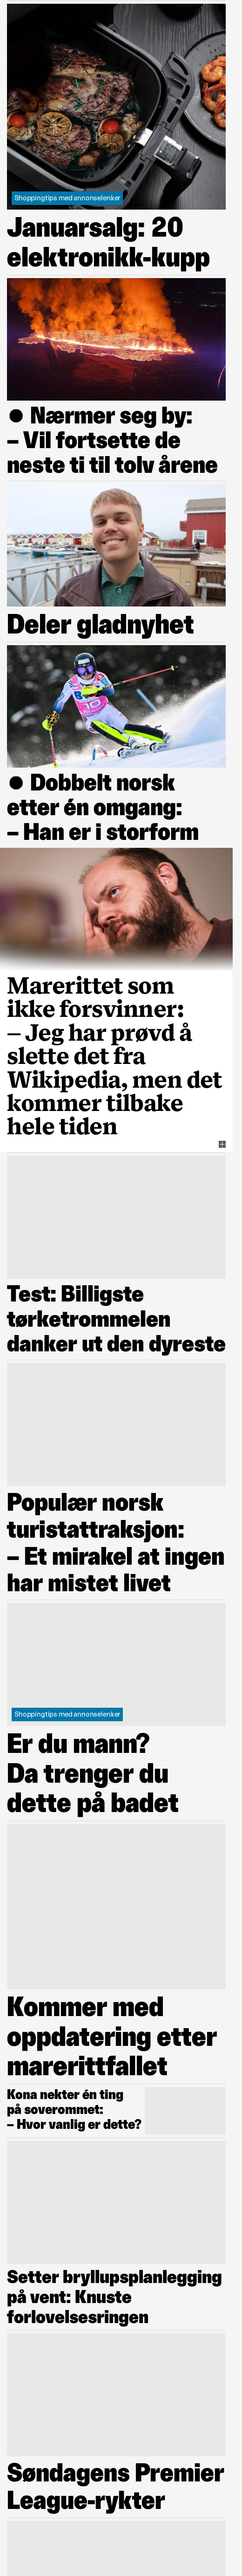 Shoppingtips med annonselenker
Januarsalg: 20
elektronikk-kupp
● Nærmer seg by:
– Vil fortsette de
neste ti til tolv årene
Deler gladnyhet
● Dobbelt norsk
etter én omgang:
– Han er i storform
Marerittet som
ikke forsvinner:
– Jeg har prøvd å
slette det fra
Wikipedia, men det
kommer tilbake
hele tiden
Test: Billigste
tørketrommelen
danker ut den dyreste
Populær norsk
turistattraksjon:
– Et mirakel at ingen
har mistet livet
Shoppingtips med annonselenker
Er du mann?
Da trenger du
dette på badet
Kommer med
oppdatering etter
marerittfallet
Kona nekter én ting
på soverommet:
– Hvor vanlig er dette?
Setter bryllupsplanlegging
på vent: Knuste
forlovelsesringen
Søndagens Premier
League-rykter